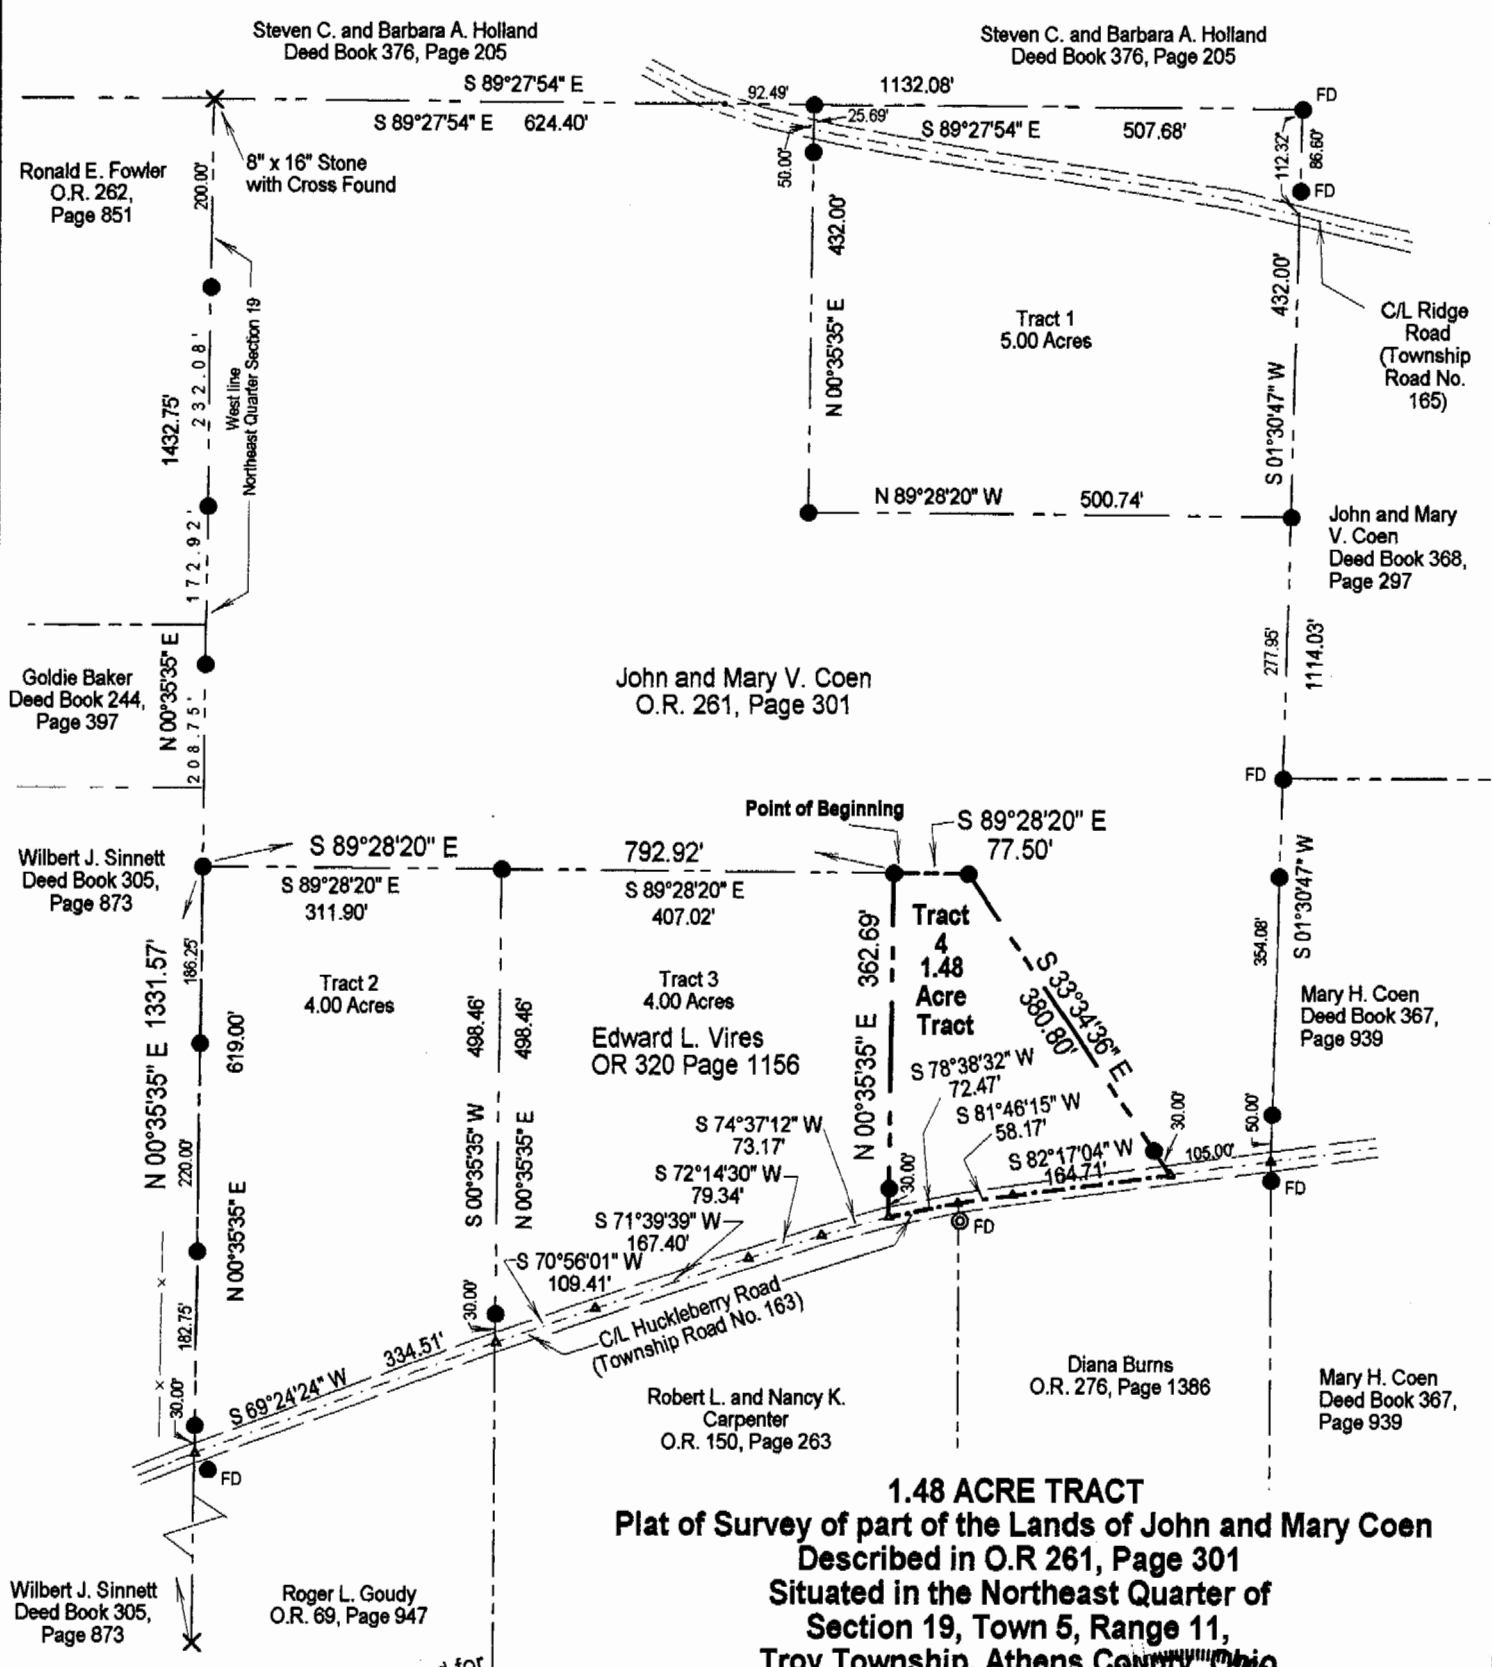 Steven C. and Barbara A. Holland
Deed Book 376, Page 205
Steven C. and Barbara A. Holland
Deed Book 376, Page 205
S 89°27'54" E
92.49'
1132.08'
FD
S 89°27'54" E 624.40'
25.69'
S 89°27'54" E
507.68'
112.32'
86.60'
FD
50.00'
Ronald E. Fowler
O.R. 262,
Page 851
200.00'
8" x 16" Stone
with Cross Found
432.00'
432.00'
N 00°35'35" E
Tract 1
5.00 Acres
C/L Ridge
Road
(Township
Road No.
165)
1432.75'
232.08'
West line
Northeast Quarter Section 19
S 01°30'47" W
172.92'
N 89°28'20" W
500.74'
John and Mary
V. Coen
Deed Book 368,
Page 297
277.95'
1114.03'
Goldie Baker
Deed Book 244,
Page 397
N 00°35'35" E
208.75'
John and Mary V. Coen
O.R. 261, Page 301
FD
Point of Beginning
S 89°28'20" E
77.50'
Wilbert J. Sinnett
Deed Book 305,
Page 873
S 89°28'20" E
792.92'
S 89°28'20" E
311.90'
S 89°28'20" E
407.02'
Tract
4
1.48
Acre
Tract
362.69'
N 00°35'35" E
S 33°34'36" E
380.80'
354.08'
S 01°30'47" W
186.25'
N 00°35'35" E 1331.57'
619.00'
Tract 2
4.00 Acres
Tract 3
4.00 Acres
498.46'
498.46'
Edward L. Vires
OR 320 Page 1156
Mary H. Coen
Deed Book 367,
Page 939
S 78°38'32" W
72.47'
S 81°46'15" W
58.17'
S 82°17'04" W
164.71'
30.00'
50.00'
105.00'
FD
S 74°37'12" W
73.17'
S 72°14'30" W
79.34'
S 71°39'39" W
167.40'
S 70°56'01" W
109.41'
30.00'
FD
220.00'
N 00°35'35" E
S 00°35'35" W
N 00°35'35" E
30.00'
182.75'
30.00'
S 69°24'24" W
334.51'
C/L Huckleberry Road
(Township Road No. 163)
FD
Robert L. and Nancy K.
Carpenter
O.R. 150, Page 263
Diana Burns
O.R. 276, Page 1386
Mary H. Coen
Deed Book 367,
Page 939
1.48 ACRE TRACT
Plat of Survey of part of the Lands of John and Mary Coen
Described in O.R 261, Page 301
Situated in the Northeast Quarter of
Section 19, Town 5, Range 11,
Troy Township, Athens County, Ohio
Wilbert J. Sinnett
Deed Book 305,
Page 873
Roger L. Goudy
O.R. 69, Page 947
for